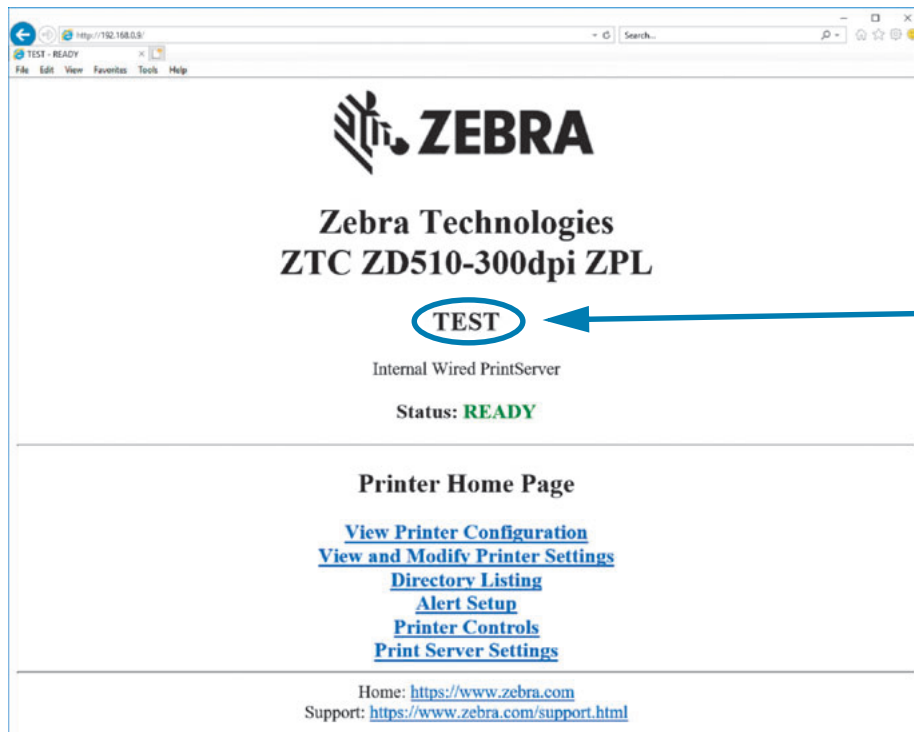 http://192.168.0.9/
Search...
TEST - READY
File Edit View Favorites Tools Help
ZEBRA
Zebra Technologies
ZTC ZD510-300dpi ZPL
TEST
Internal Wired PrintServer
Status: READY
Printer Home Page
View Printer Configuration
View and Modify Printer Settings
Directory Listing
Alert Setup
Printer Controls
Print Server Settings
Home: https://www.zebra.com
Support: https://www.zebra.com/support.html